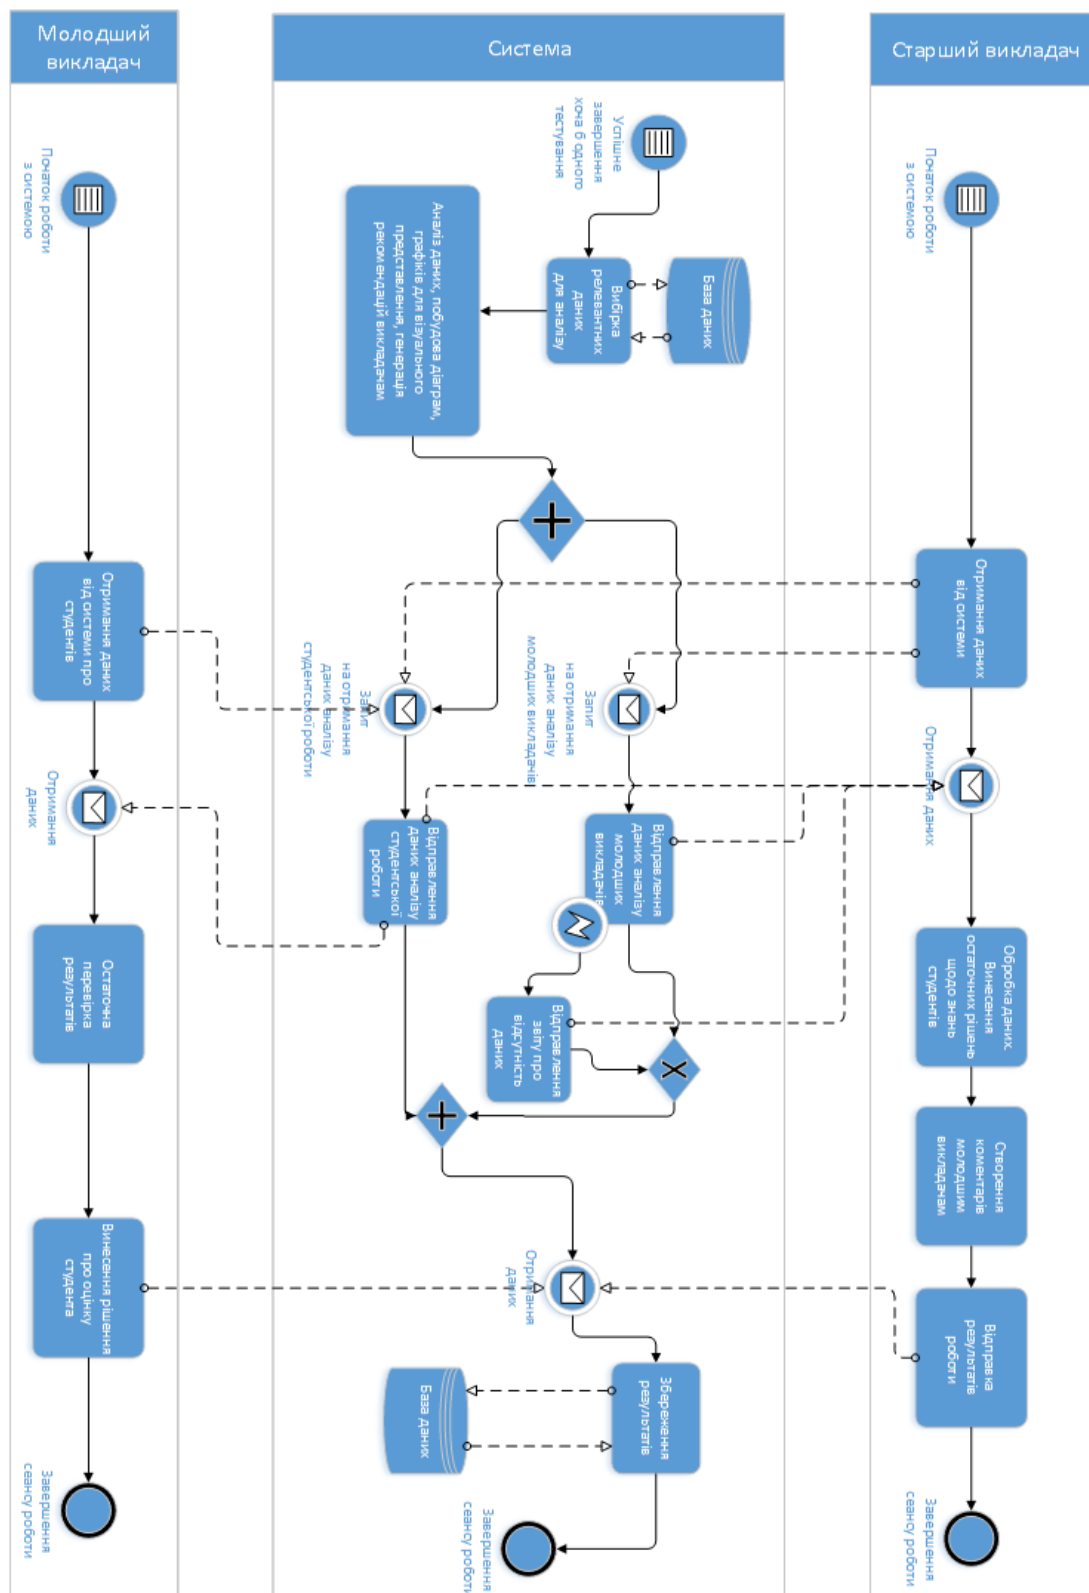 Молодший
викладач
Система
Старший викладач
Початок роботи
з системою
Отримання даних
від системи про
студентів
Отримання
даних
Остаточна
перевірка
результатів
Винесення рішення
про оцінку
студента
Завершення
сеансу роботи
Успішне
завершення
хоча б одного
тестування
Вибірка
релевантних
даних
для аналізу
База даних
Аналіз даних, побудова діаграм,
графіків для візуального
представлення, генерація
рекомендацій викладачам
Запит
на отримання
даних аналізу
студентської роботи
Запит
на отримання
даних аналізу
молодших викладачів
Відправлення
даних аналізу
студентської
роботи
Відправлення
даних аналізу
молодших
викладачів
Відправлення
звіту про
відсутність
даних
Отримання
даних
Збереження
результатів
База даних
Завершення
сеансу роботи
Початок роботи
з системою
Отримання даних
від системи
Отримання даних
Обробка даних.
Винесення
остаточних рішень
щодо знань
студентів
Створення
коментарів
молодшим
викладачам
Відправка
результатів
роботи
Завершення
сеансу роботи